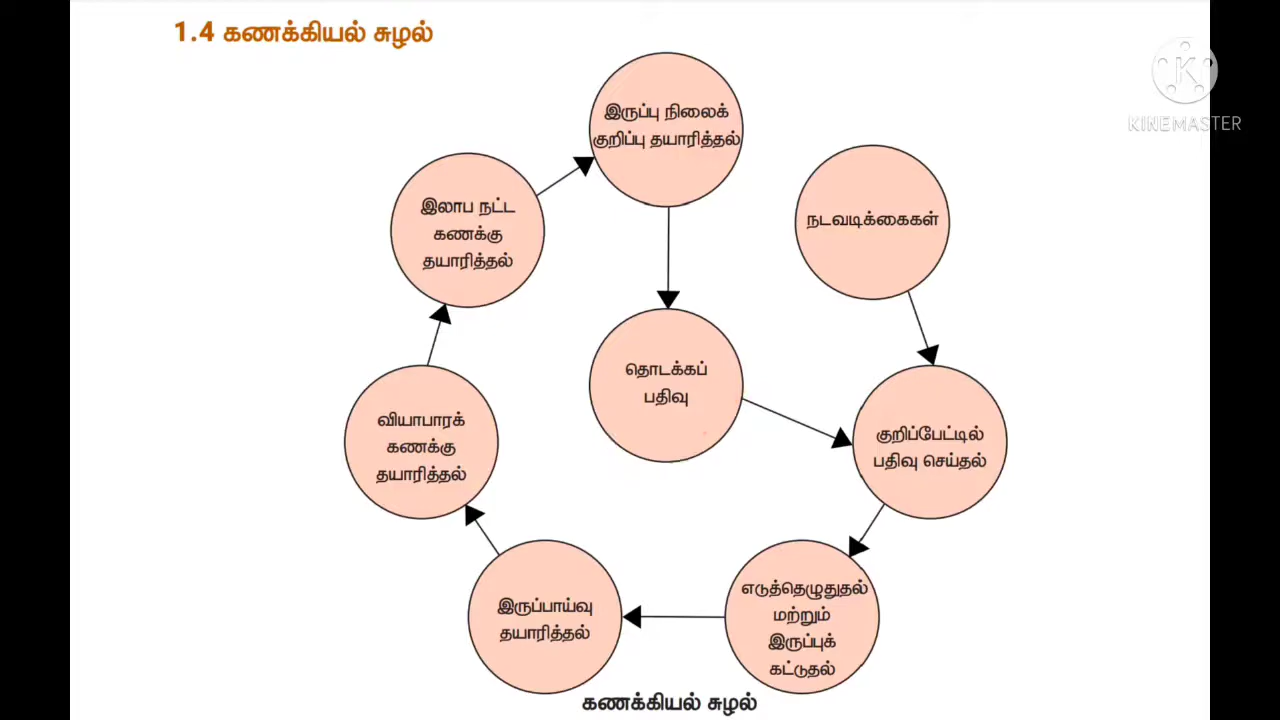 1.4 கணக்கியல் சுழல்
KINEMASTER
இருப்பு நிலைக்
குறிப்பு தயாரித்தல்
நடவடிக்கைகள்
குறிப்பேட்டில்
பதிவு செய்தல்
எடுத்தெழுதுதல்
மற்றும்
இருப்புக்
கட்டுதல்
இருப்பாய்வு
தயாரித்தல்
வியாபாரக்
கணக்கு
தயாரித்தல்
இலாப நட்ட
கணக்கு
தயாரித்தல்
தொடக்கப்
பதிவு
கணக்கியல் சுழல்